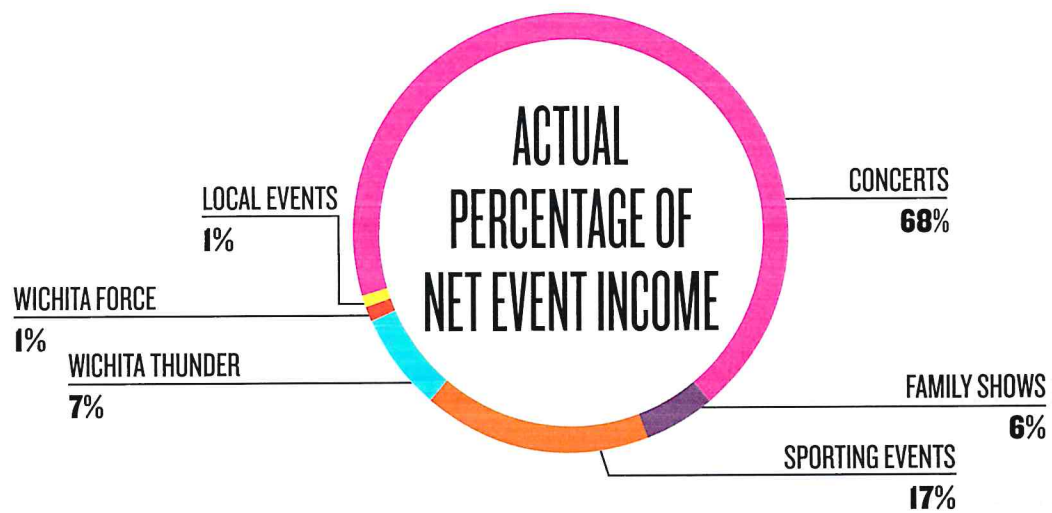 ACTUAL
PERCENTAGE OF
NET EVENT INCOME
CONCERTS
68%
FAMILY SHOWS
6%
SPORTING EVENTS
17%
WICHITA THUNDER
7%
WICHITA FORCE
1%
LOCAL EVENTS
1%